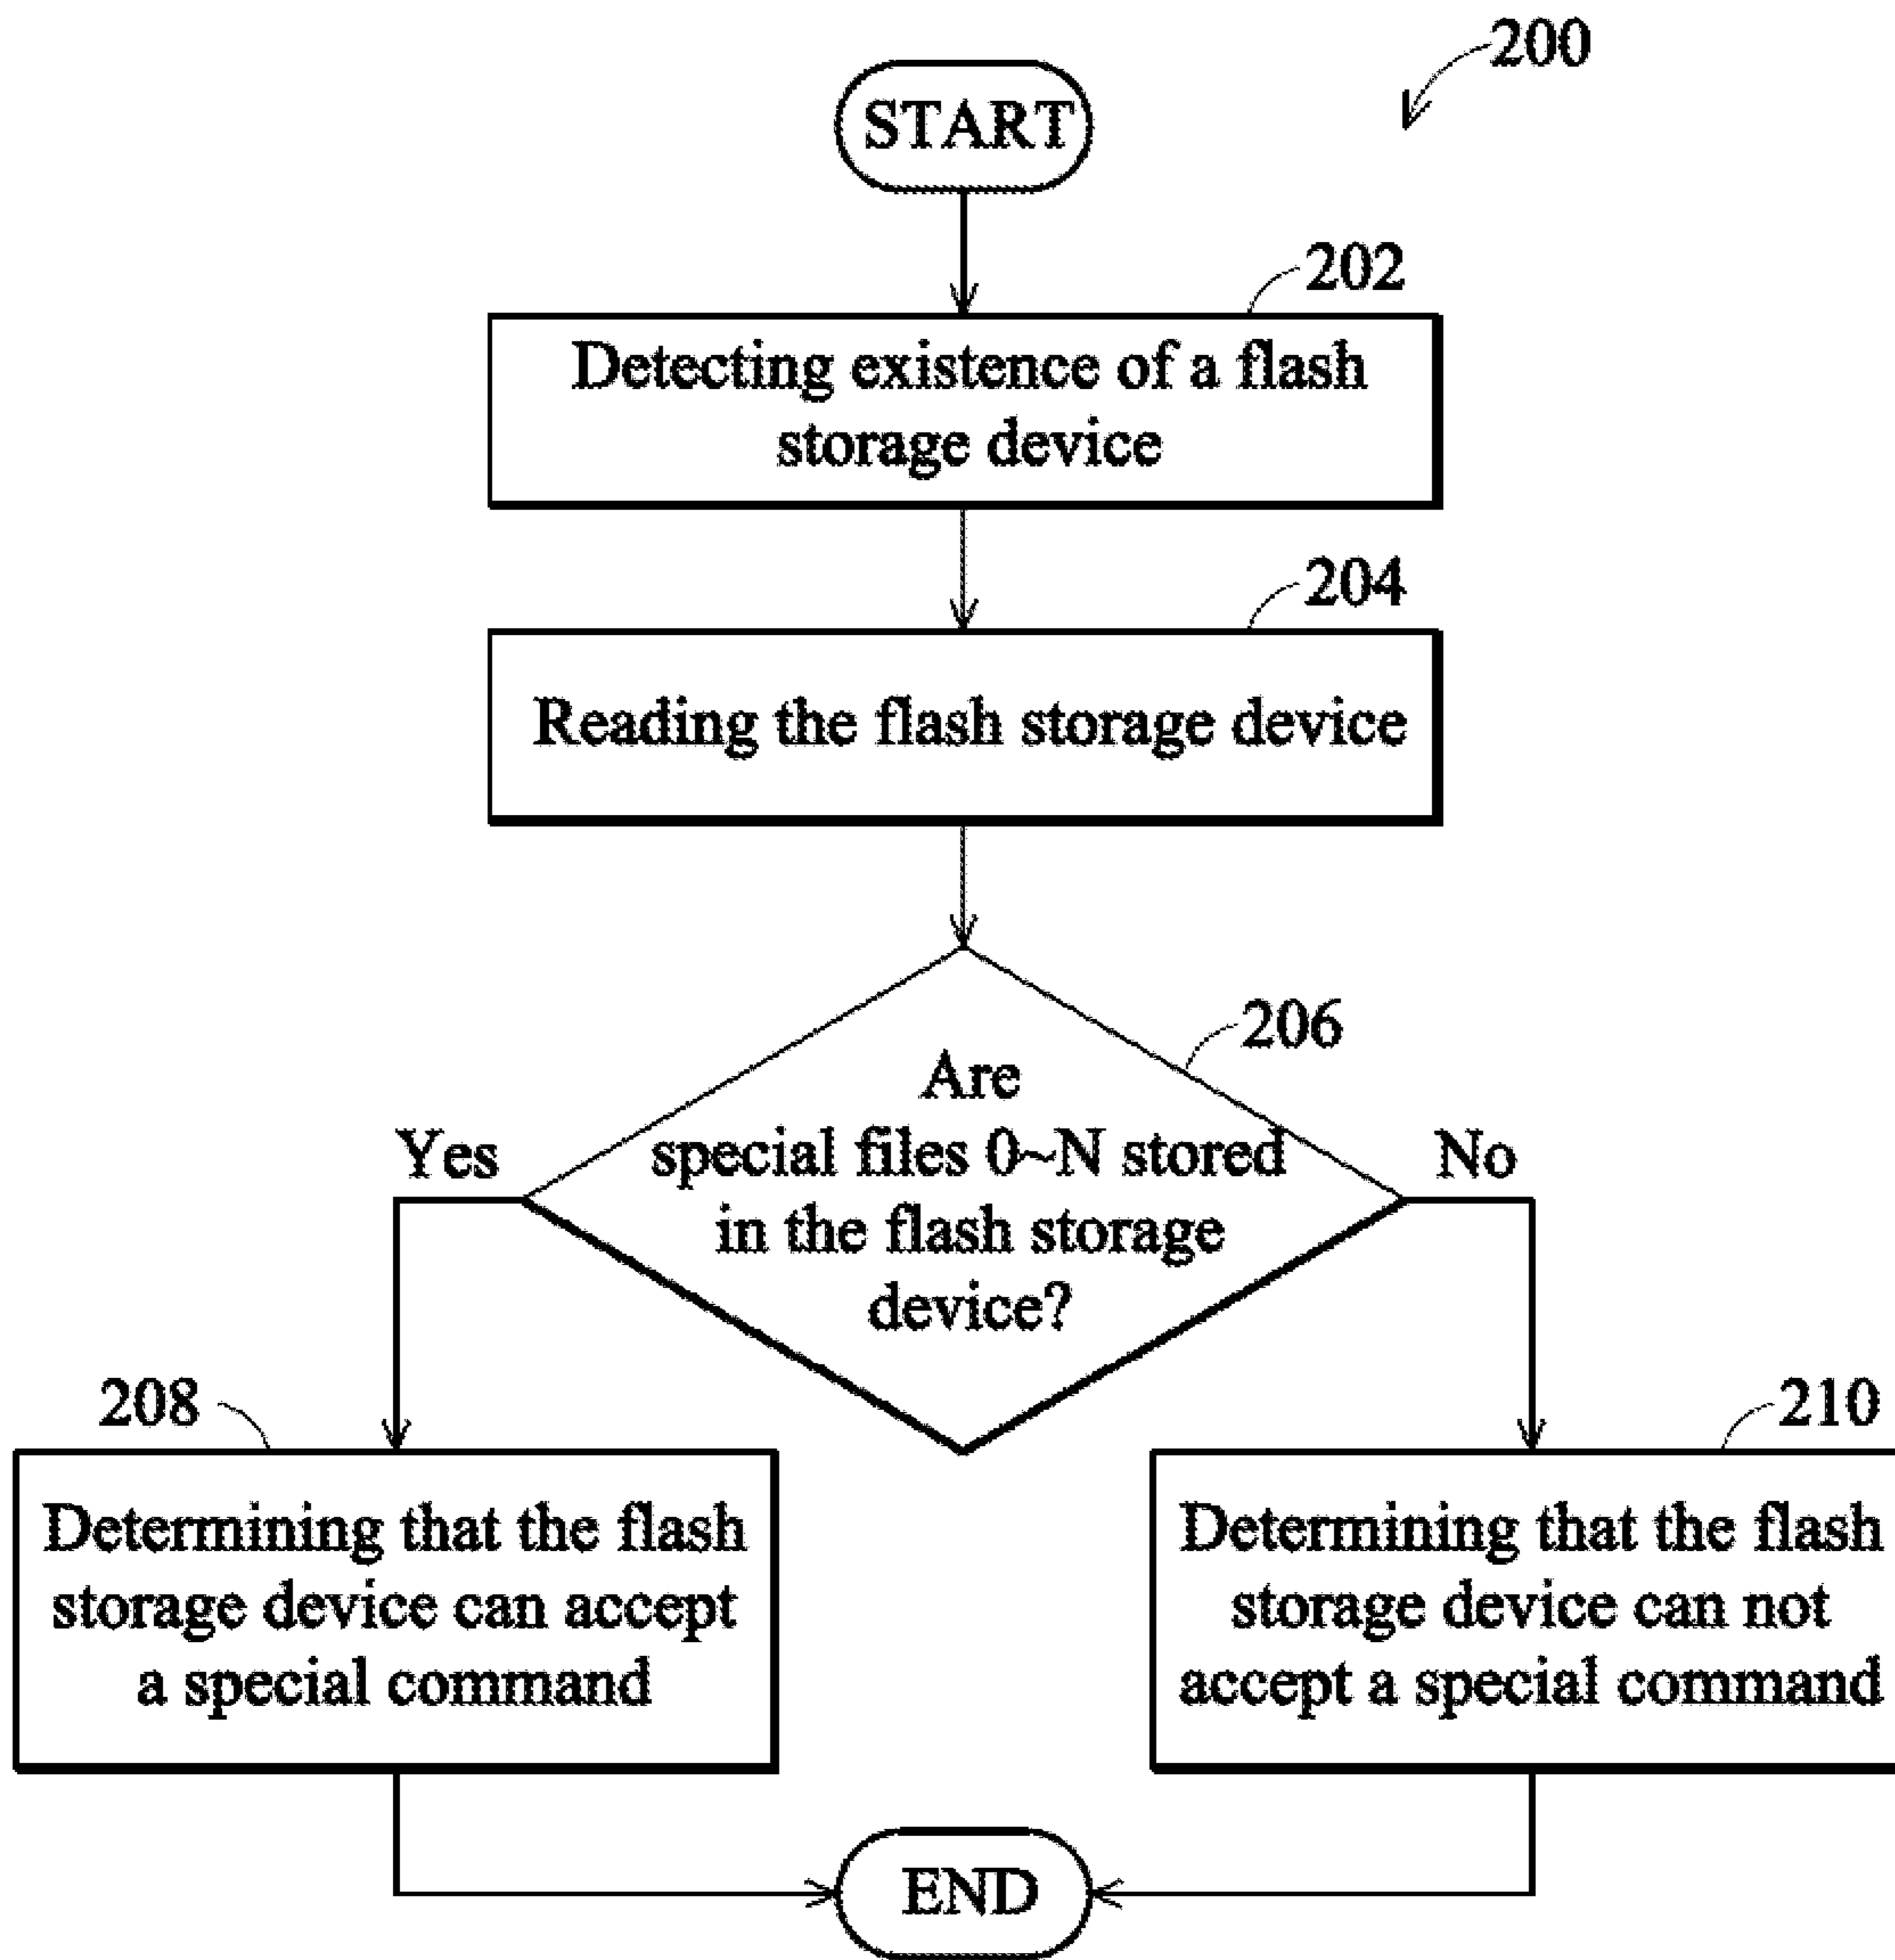 200
START
202
Detecting existence of a flash
storage device
204
Reading the flash storage device
206
Are
special files 0~N stored
in the flash storage
device?
Yes
No
208
Determining that the flash
storage device can accept
a special command
210
Determining that the flash
storage device can not
accept a special command
END